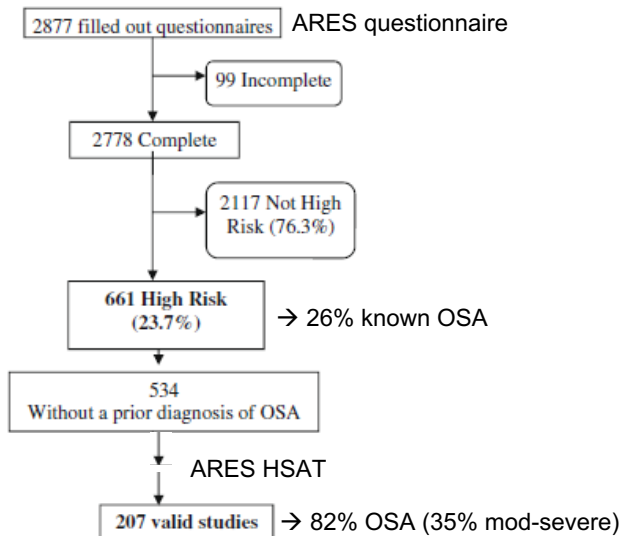 2877 filled out questionnaires ARES questionnaire
99 Incomplete
2778 Complete
2117 Not High
Risk (76.3%)
661 High Risk
(23.7%)
→ 26% known OSA
534
Without a prior diagnosis of OSA
ARES HSAT
207 valid studies → 82% OSA (35% mod-severe)